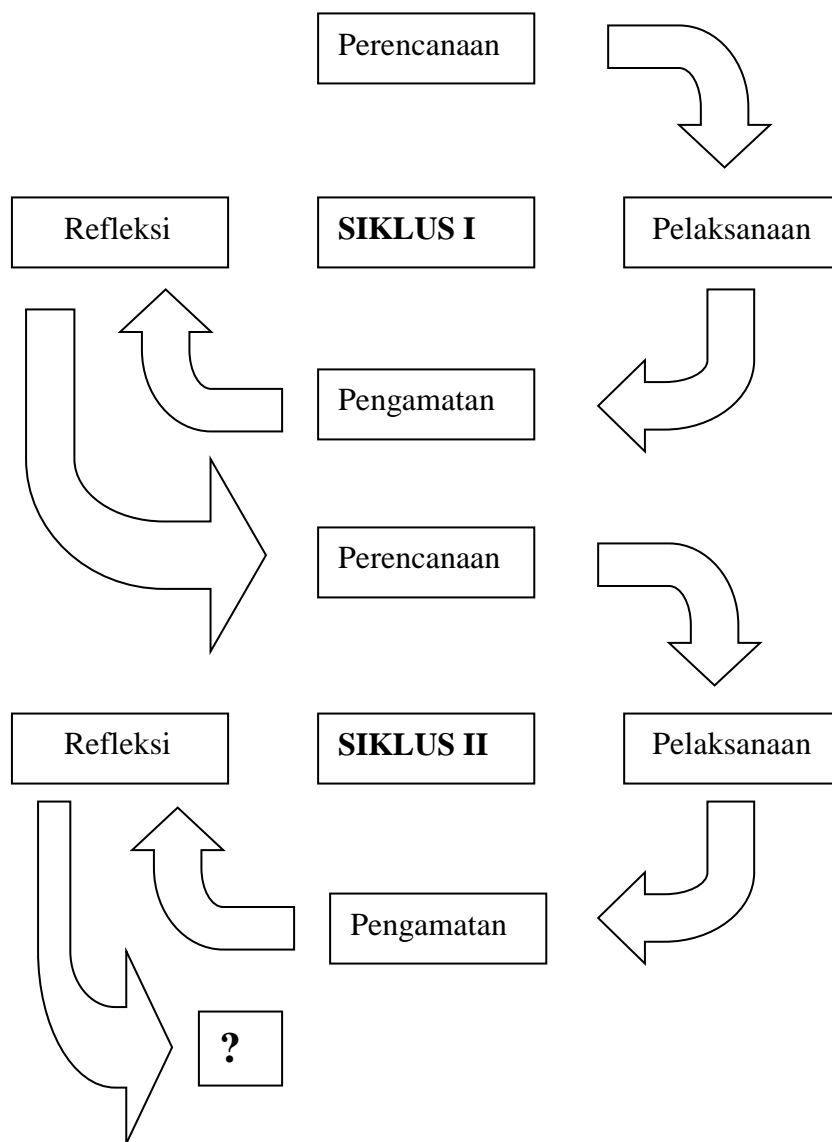 Perencanaan
Refleksi
SIKLUS I
Pelaksanaan
Pengamatan
Perencanaan
Refleksi
SIKLUS II
Pelaksanaan
Pengamatan
?